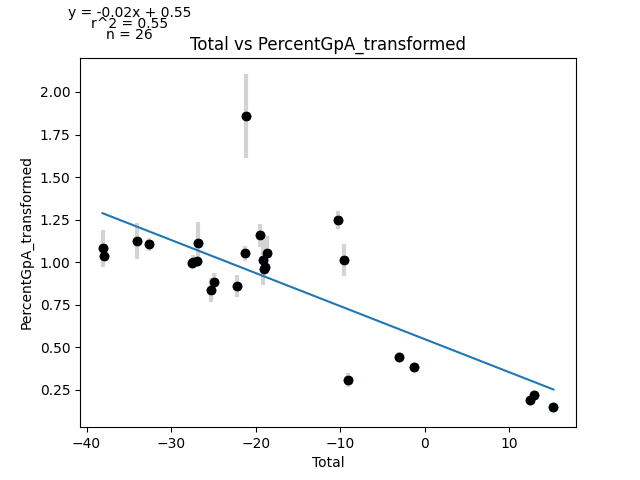 y = -0.02x + 0.55
r^2 = 0.55
n = 26
Total vs PercentGpA_transformed
PercentGpA_transformed
2.00
1.75
1.50
1.25
1.00
0.75
0.50
0.25
−40 −30 −20 −10 0 10
Total